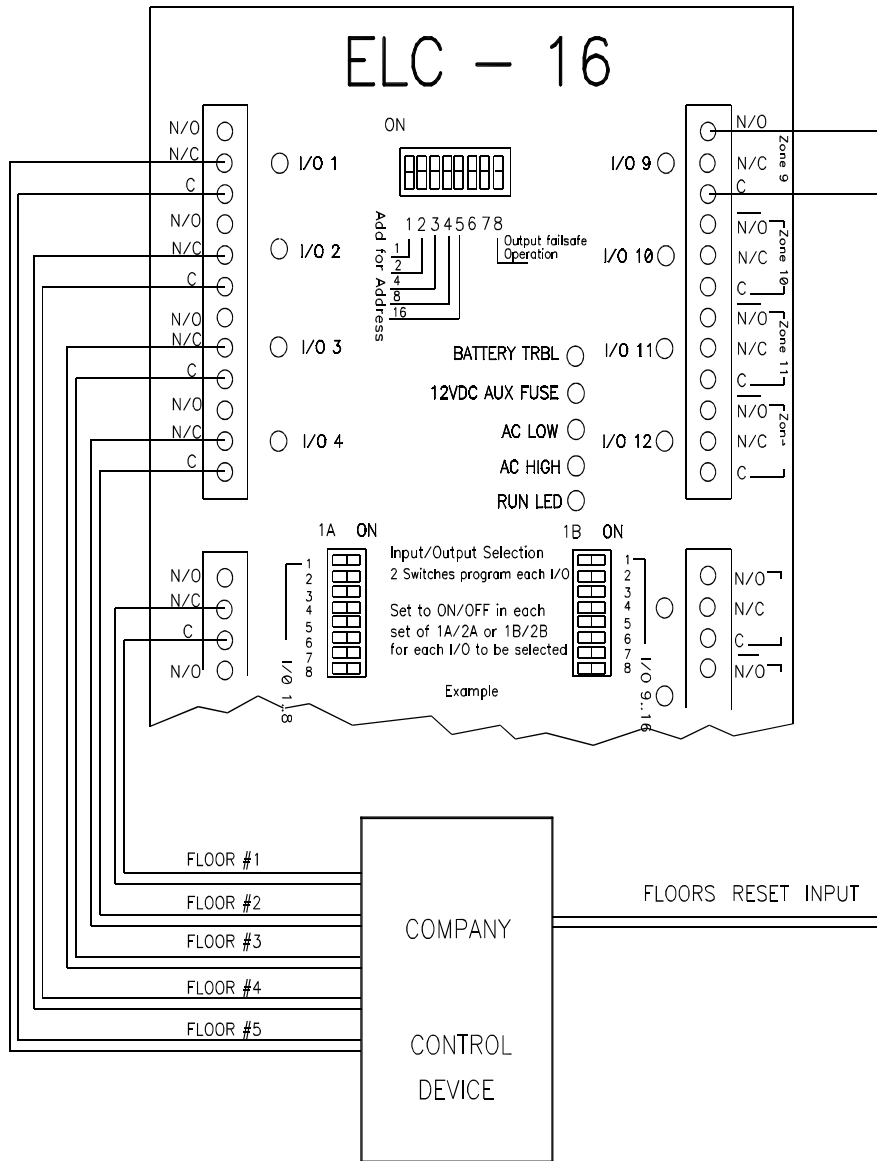 ELC - 16
ON
N/O
N/C
C
I/O 1
N/O
N/C
C
I/O 2
N/O
N/C
C
I/O 3
N/O
N/C
C
I/O 4
1 2 3 4 5 6 7 8
Add for Address
1
2
4
8
16
Output failsafe
Operation
BATTERY TRBL
12VDC AUX FUSE
AC LOW
AC HIGH
RUN LED
I/O 9
N/O
N/C
C
Zone 9
I/O 10
N/O
N/C
C
Zone 10
I/O 11
N/O
N/C
C
Zone 11
I/O 12
N/O
N/C
C
N/O
N/C
C
N/O
1A ON
1
2
3
4
5
6
7
8
I/O 1..8
Input/Output Selection
2 Switches program each I/O
Set to ON/OFF in each
set of 1A/2A or 1B/2B
for each I/O to be selected
Example
1B ON
1
2
3
4
5
6
7
8
I/O 9..16
N/O
N/C
C
N/O
FLOOR #1
FLOOR #2
FLOOR #3
FLOOR #4
FLOOR #5
COMPANY
CONTROL
DEVICE
FLOORS RESET INPUT